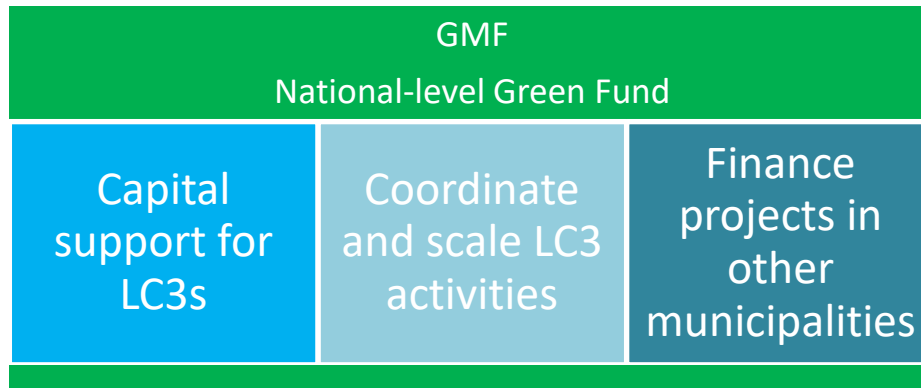 GMF
National-level Green Fund
Capital
support for
LC3s
Coordinate
and scale LC3
activities
Finance
projects in
other
municipalities